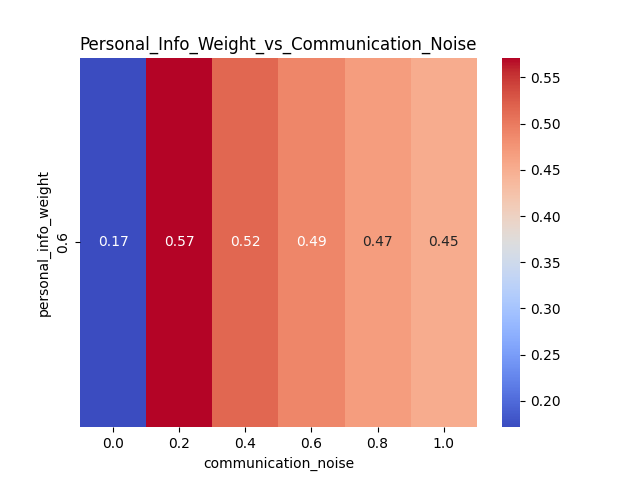 Personal_Info_Weight_vs_Communication_Noise
personal_info_weight
0.6
0.17 0.57 0.52 0.49 0.47 0.45
0.0 0.2 0.4 0.6 0.8 1.0
communication_noise
0.55
0.50
0.45
0.40
0.35
0.30
0.25
0.20